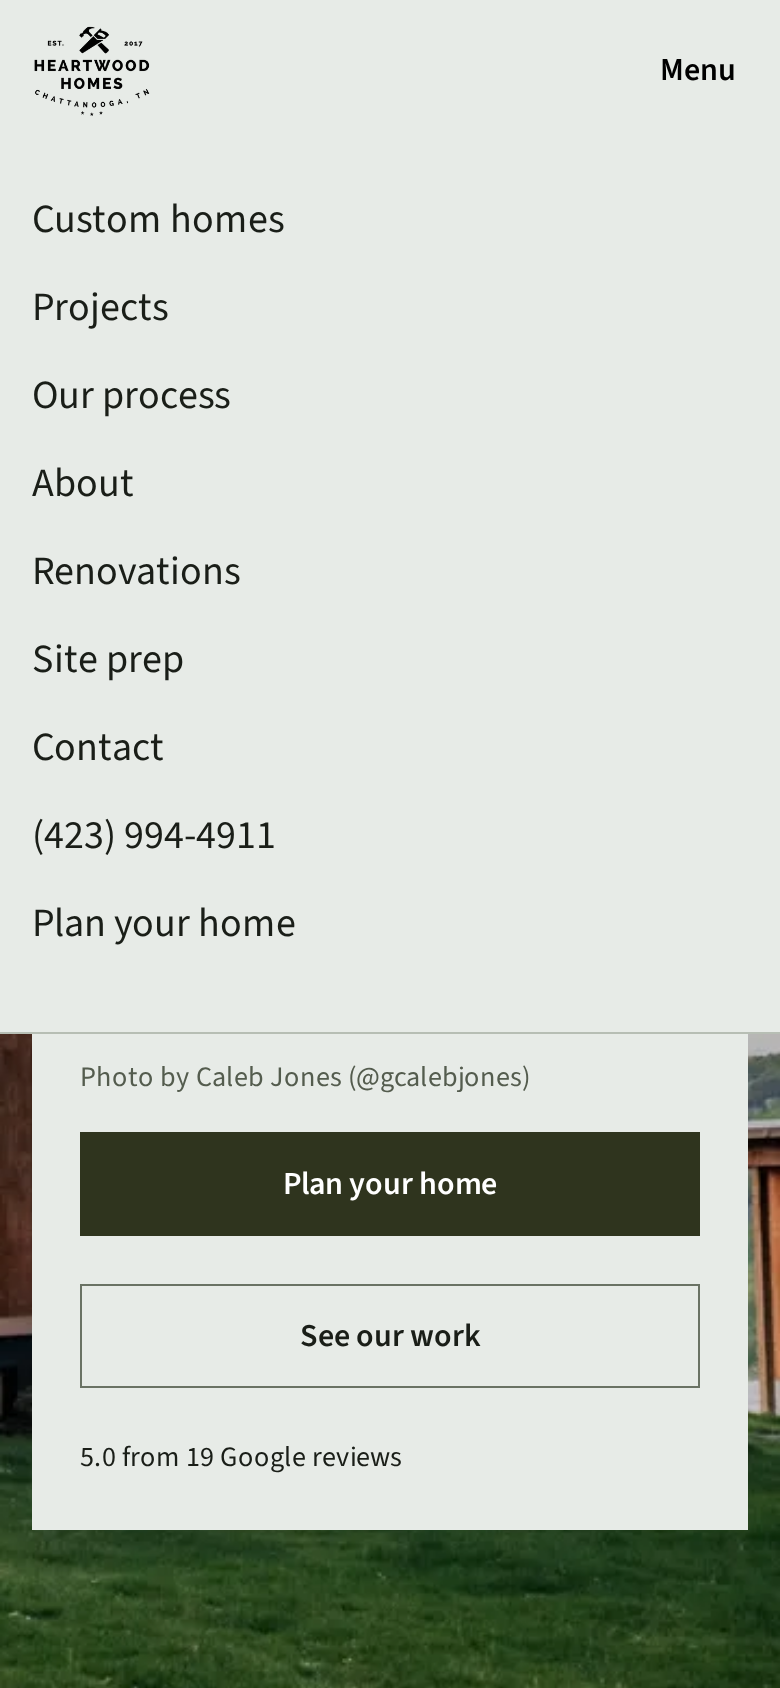 EST. 2017
HEARTWOOD
HOMES
CHATTANOOGA, TN
Menu
Custom homes
Projects
Our process
About
Renovations
Site prep
Contact
(423) 994-4911
Plan your home
Photo by Caleb Jones (@gcalebjones)
Plan your home
See our work
5.0 from 19 Google reviews